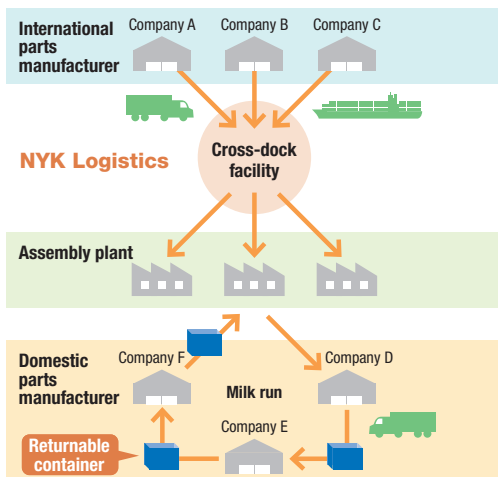 International
parts
manufacturer
Company A
Company B
Company C
NYK Logistics
Cross-dock
facility
Assembly plant
Domestic
parts
manufacturer
Company F
Company D
Milk run
Company E
Returnable
container